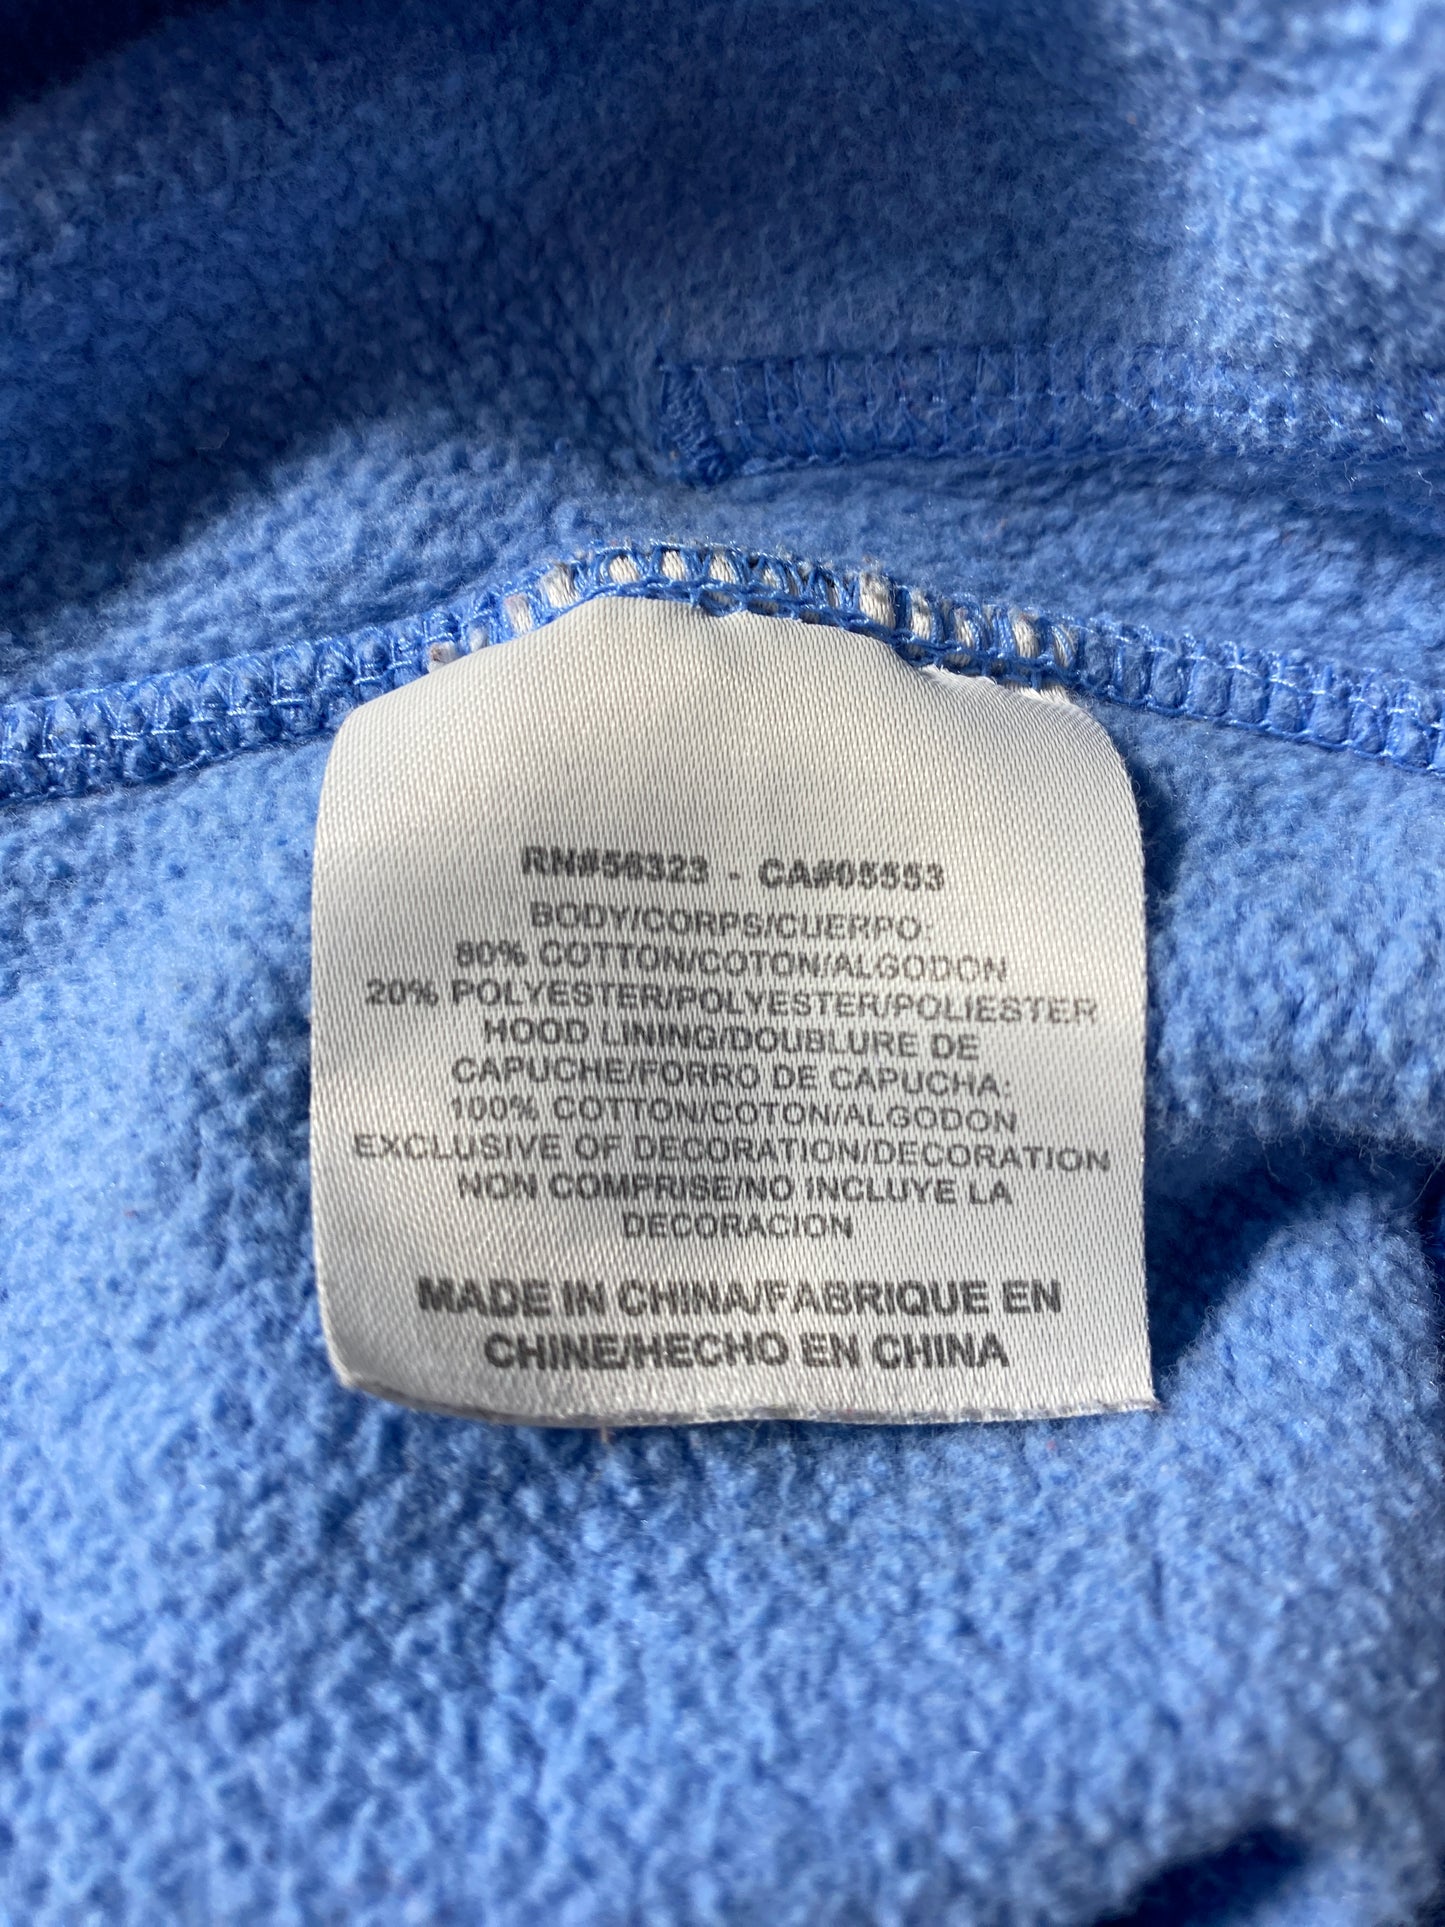 RN#56323 - CA#05553
BODY/CORPS/CUERPO:
80% COTTON/COTON/ALGODON
20% POLYESTER/POLYESTER/POLIESTER
HOOD LINING/DOUBLURE DE
CAPUCHE/FORRO DE CAPUCHA:
100% COTTON/COTON/ALGODON
EXCLUSIVE OF DECORATION/DECORATION
NON COMPRISE/NO INCLUYE LA
DECORACION
MADE IN CHINA/FABRIQUE EN
CHINE/HECHO EN CHINA